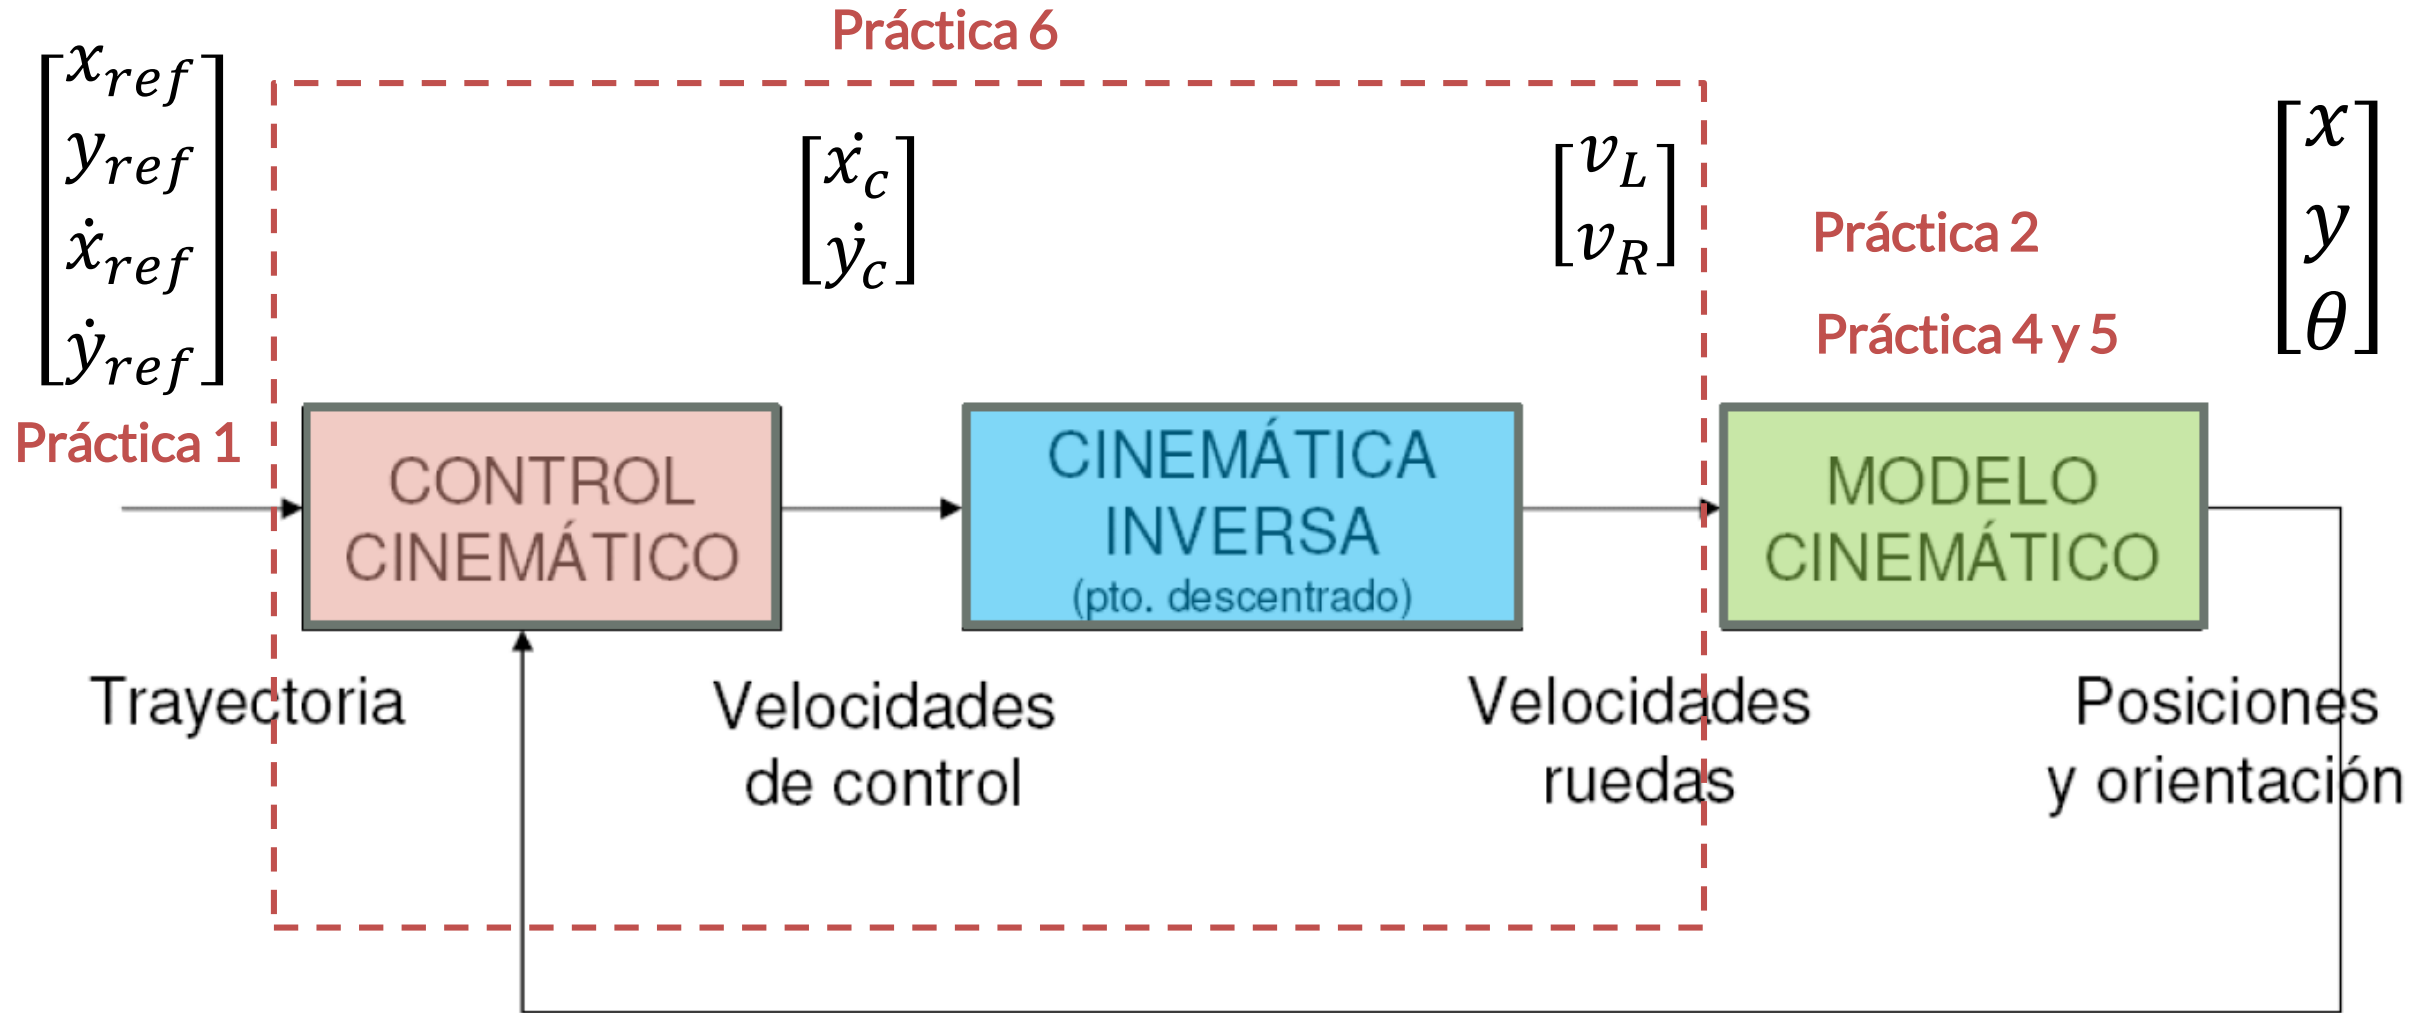 Práctica 6
x_ref
y_ref
ẋ_ref
ẏ_ref
ẋ_c
ẏ_c
v_L
v_R
x
y
θ
Práctica 2
Práctica 4 y 5
Práctica 1
CONTROL
CINEMÁTICO
CINEMÁTICA
INVERSA
(pto. descentrado)
MODELO
CINEMÁTICO
Trayectoria
Velocidades
de control
Velocidades
ruedas
Posiciones
y orientación